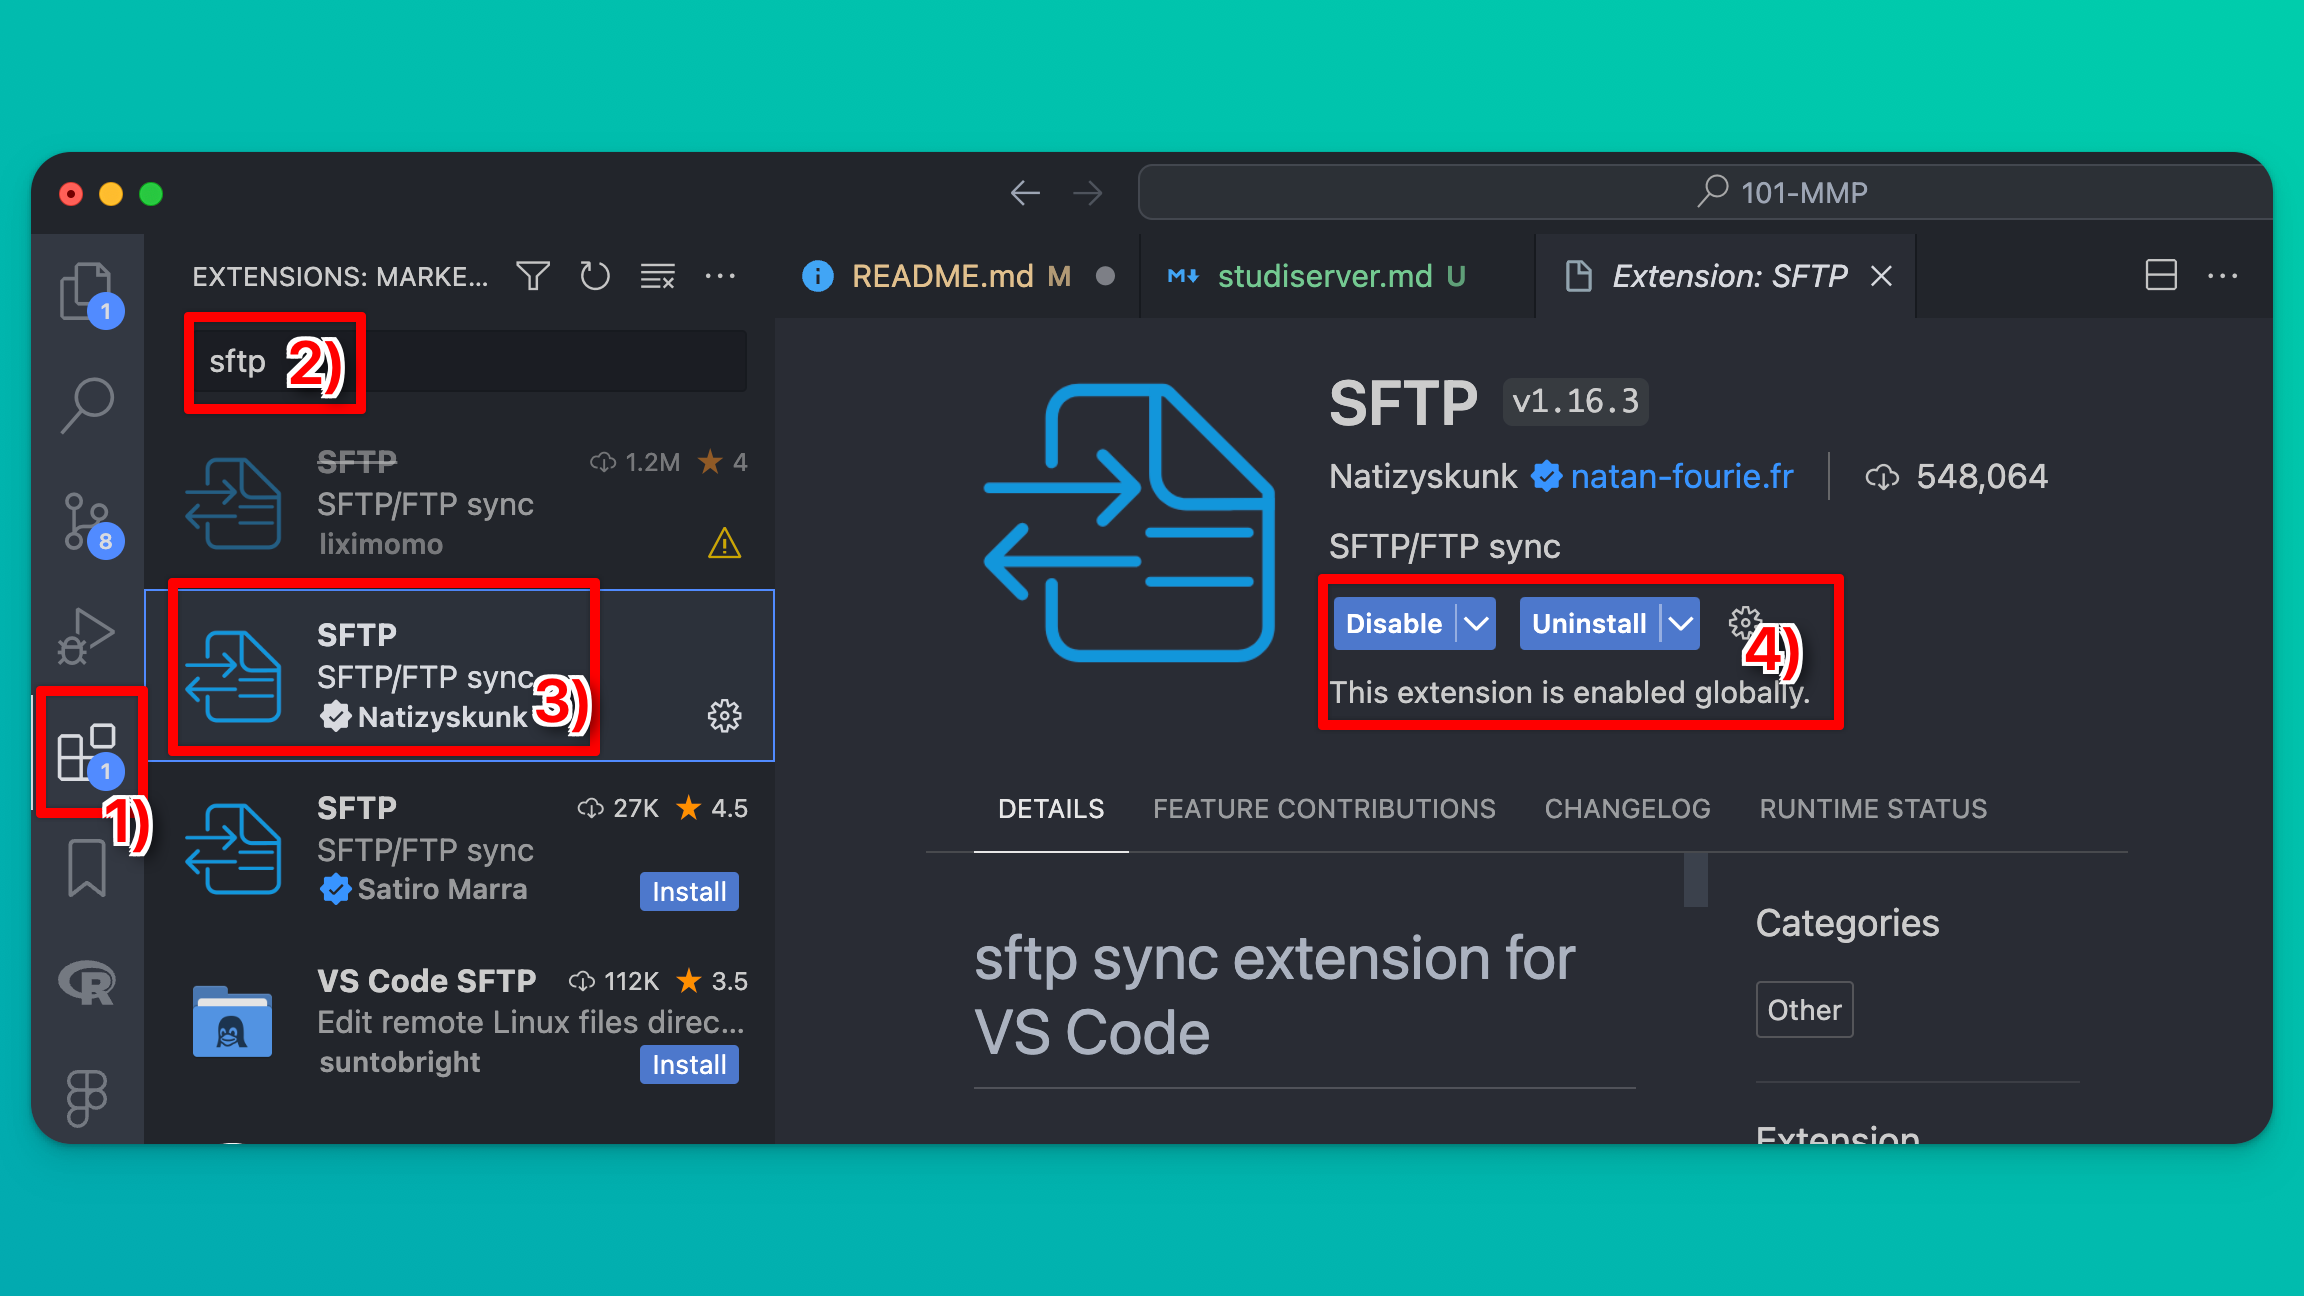 101-MMP
EXTENSIONS: MARKE...
README.md M
studiserver.md U
Extension: SFTP
1
8
1
1)
sftp 2)
SFTP 1.2M 4
SFTP/FTP sync
liximomo
SFTP
SFTP/FTP sync
Natizyskunk 3)
SFTP 27K 4.5
SFTP/FTP sync
Satiro Marra Install
VS Code SFTP 112K 3.5
Edit remote Linux files direc...
suntobright Install
SFTP v1.16.3
Natizyskunk natan-fourie.fr 548,064
SFTP/FTP sync
Disable Uninstall 4)
This extension is enabled globally.
DETAILS FEATURE CONTRIBUTIONS CHANGELOG RUNTIME STATUS
sftp sync extension for
VS Code
Categories
Other
Extension